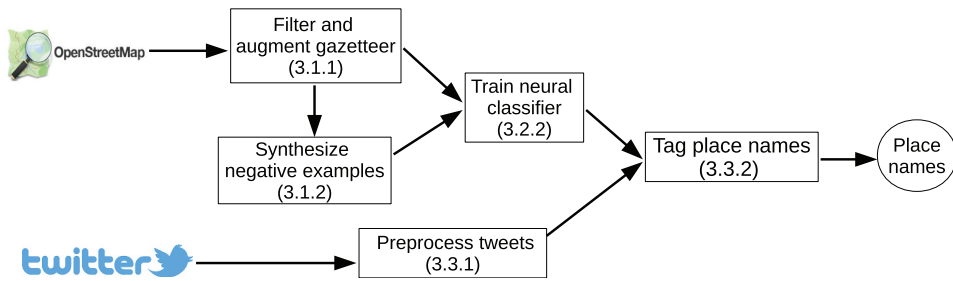 OpenStreetMap
Filter and
augment gazetteer
(3.1.1)
Synthesize
negative examples
(3.1.2)
Train neural
classifier
(3.2.2)
Tag place names
(3.3.2)
Place
names
twitter
Preprocess tweets
(3.3.1)